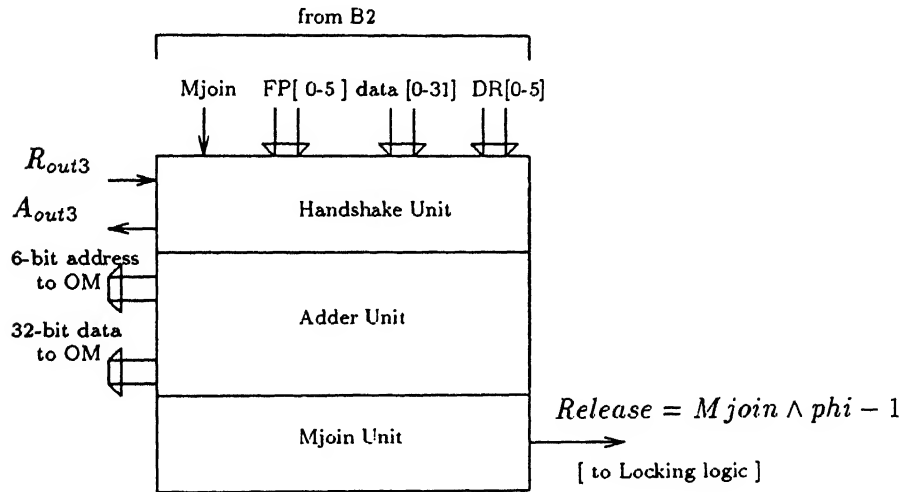 from B2
Mjoin FP[ 0-5 ] data [0-31] DR[0-5]
R_out3
A_out3
Handshake Unit
6-bit address
to OM
Adder Unit
32-bit data
to OM
Release = Mjoin ∧ phi − 1
Mjoin Unit
[ to Locking logic ]